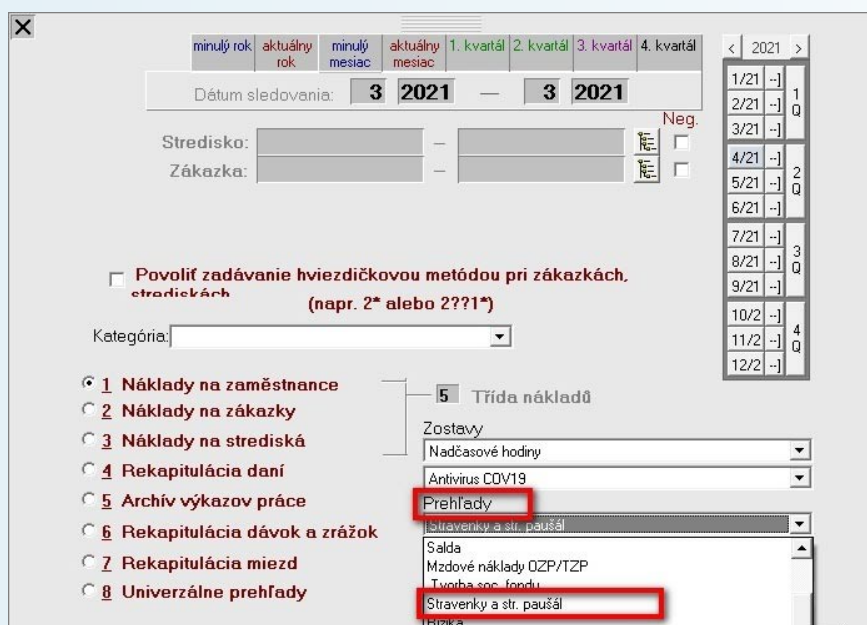 minulý rok aktuálny rok minulý mesiac aktuálny mesiac 1. kvartál 2. kvartál 3. kvartál 4. kvartál
< 2021 >
Dátum sledovania: 3 2021 — 3 2021
Neg.
Stredisko: –
Zákazka: –
1/21 --]
2/21 --]
3/21 --]
1 Q
4/21 --]
5/21 --]
6/21 --]
2 Q
7/21 --]
8/21 --]
9/21 --]
3 Q
10/2 --]
11/2 --]
12/2 --]
4 Q
Povoliť zadávanie hviezdičkovou metódou pri zákazkách,
strediskách
(napr. 2* alebo 2??1*)
Kategória:
1 Náklady na zaměstnance
2 Náklady na zákazky
3 Náklady na strediská
4 Rekapitulácia daní
5 Archív výkazov práce
6 Rekapitulácia dávok a zrážok
7 Rekapitulácia miezd
8 Univerzálne prehľady
5 Třída nákladů
Zostavy
Nadčasové hodiny
Antivirus COV19
Prehľady
Stravenky a str. paušál
Salda
Mzdové náklady OZP/TZP
Tvorba soc. fondu
Stravenky a str. paušál
Rizika